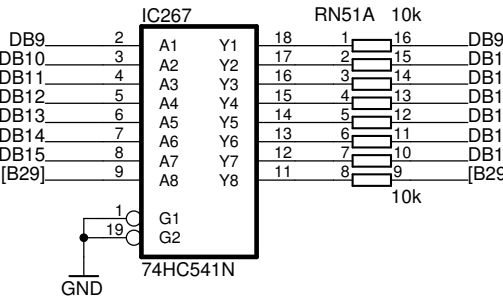 IC267 RN51A 10k
DB9 2 A1 Y1 18 1 16 DB9
DB10 3 A2 Y2 17 2 15 DB1
DB11 4 A3 Y3 16 3 14 DB1
DB12 5 A4 Y4 15 4 13 DB1
DB13 6 A5 Y5 14 5 12 DB1
DB14 7 A6 Y6 13 6 11 DB1
DB15 8 A7 Y7 12 7 10 DB1
[B29] 9 A8 Y8 11 8 9 [B29
10k
1 G1
19 G2
74HC541N
GND